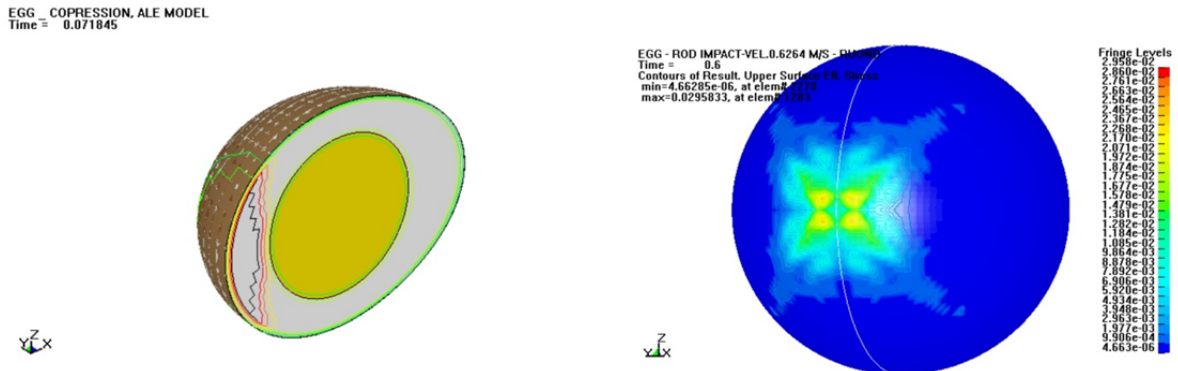 EGG _ COPRESSION, ALE MODEL
Time = 0.071845
Z
Y X
EGG - ROD IMPACT-VEL.0.6264 M/S -
Time = 0.6
Contours of Result. Upper Surface Eff. Stress
min=4.66285e-06, at elem#
max=0.0295833, at elem# 1283
Fringe Levels
2.958e-02
2.860e-02
2.761e-02
2.663e-02
2.564e-02
2.465e-02
2.367e-02
2.268e-02
2.170e-02
2.071e-02
1.972e-02
1.874e-02
1.775e-02
1.677e-02
1.578e-02
1.479e-02
1.381e-02
1.282e-02
1.184e-02
1.085e-02
9.864e-03
8.878e-03
7.892e-03
6.906e-03
5.920e-03
4.934e-03
3.948e-03
2.963e-03
1.977e-03
9.906e-04
4.663e-06
Z
Y X